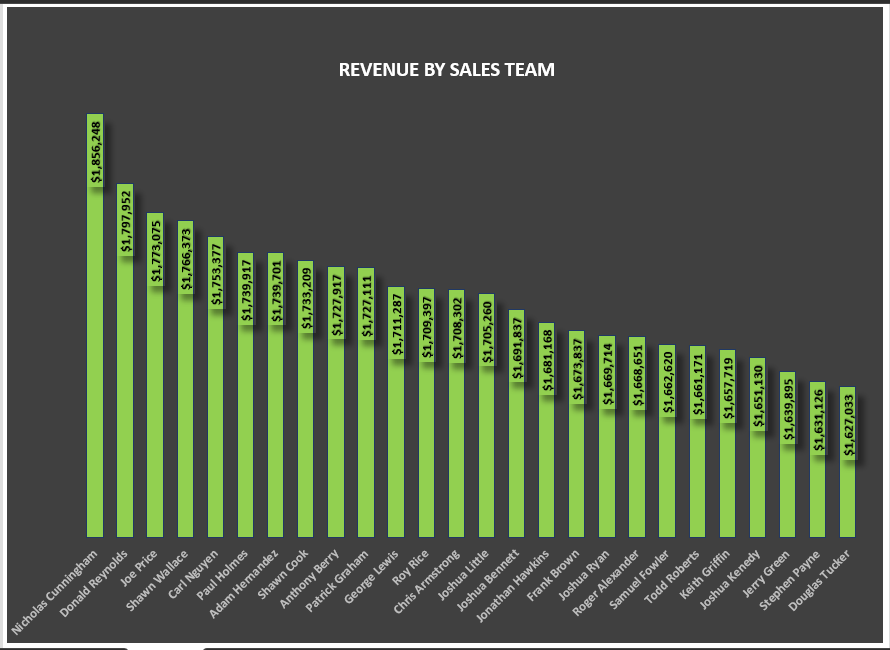 REVENUE BY SALES TEAM
$1,856,248
$1,797,952
$1,773,075
$1,766,373
$1,753,377
$1,739,917
$1,739,701
$1,733,209
$1,727,917
$1,727,111
$1,711,287
$1,709,397
$1,708,302
$1,705,260
$1,691,837
$1,681,168
$1,673,837
$1,669,714
$1,668,651
$1,662,620
$1,661,171
$1,657,719
$1,651,130
$1,639,895
$1,631,126
$1,627,033
Nicholas Cunningham
Donald Reynolds
Joe Price
Shawn Wallace
Carl Nguyen
Paul Holmes
Adam Hernandez
Shawn Cook
Anthony Berry
Patrick Graham
George Lewis
Roy Rice
Chris Armstrong
Joshua Little
Joshua Bennett
Jonathan Hawkins
Frank Brown
Joshua Ryan
Roger Alexander
Samuel Fowler
Todd Roberts
Keith Griffin
Joshua Kenedy
Jerry Green
Stephen Payne
Douglas Tucker